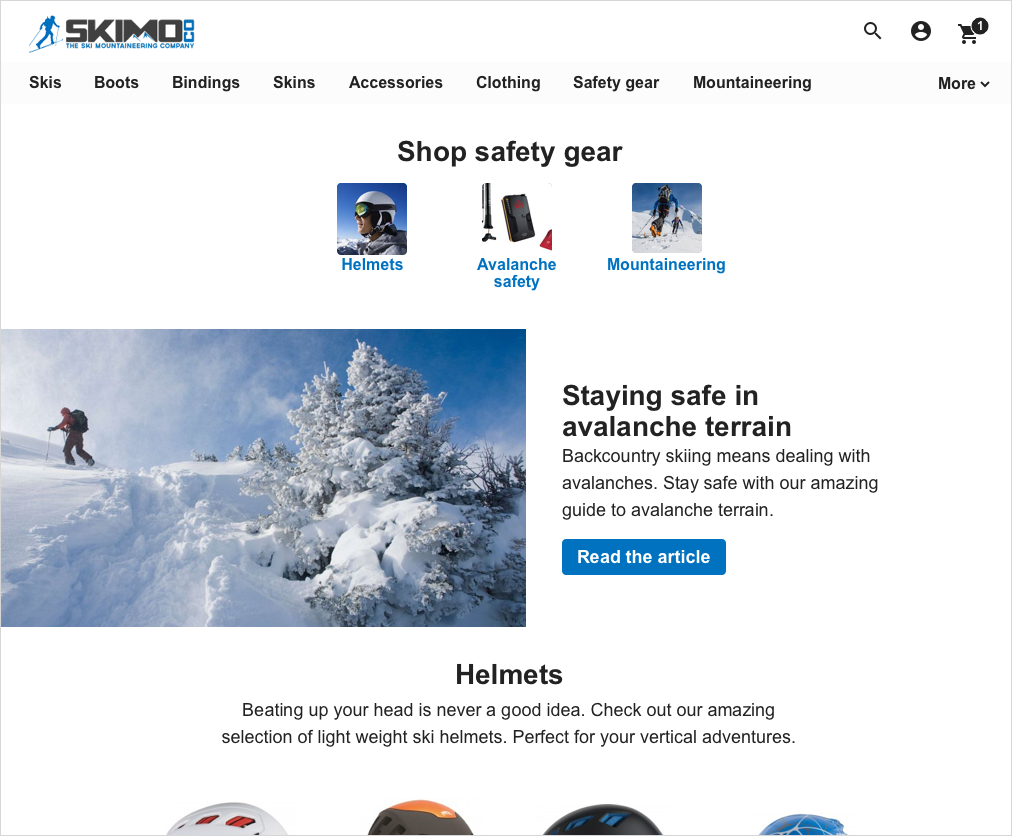 SKIMO CO
THE SKI MOUNTAINEERING COMPANY
1
Skis Boots Bindings Skins Accessories Clothing Safety gear Mountaineering More
Shop safety gear
Helmets Avalanche safety Mountaineering
Staying safe in
avalanche terrain
Backcountry skiing means dealing with
avalanches. Stay safe with our amazing
guide to avalanche terrain.
Read the article
Helmets
Beating up your head is never a good idea. Check out our amazing
selection of light weight ski helmets. Perfect for your vertical adventures.